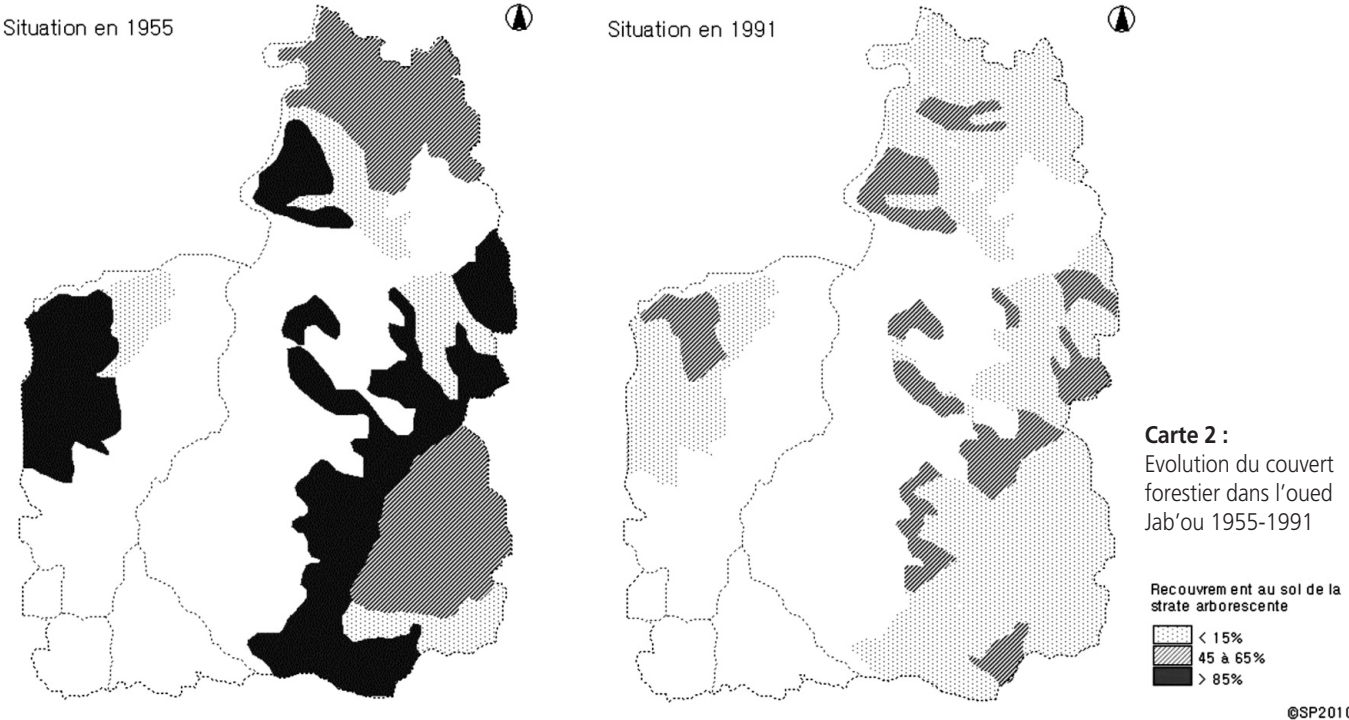 Situation en 1955
Situation en 1991
Carte 2 :
Evolution du couvert
forestier dans l'oued
Jab'ou 1955-1991
Recouvrement au sol de la
strate arborescente
< 15%
45 à 65%
> 85%
©SP2010